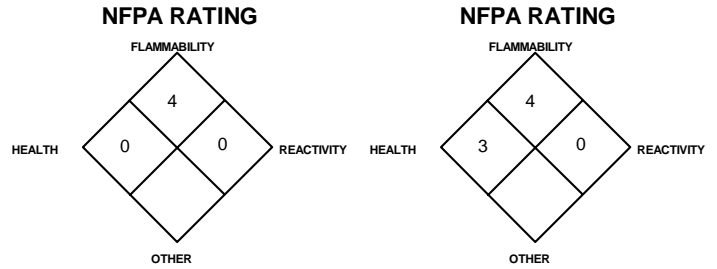 NFPA RATING
FLAMMABILITY
4
HEALTH
0
0
REACTIVITY
OTHER
NFPA RATING
FLAMMABILITY
4
HEALTH
3
0
REACTIVITY
OTHER